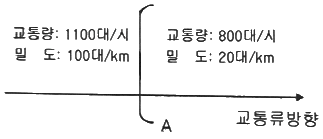 교통량: 1100대/시
밀 도: 100대/km
교통량: 800대/시
밀 도: 20대/km
A
교통류방향